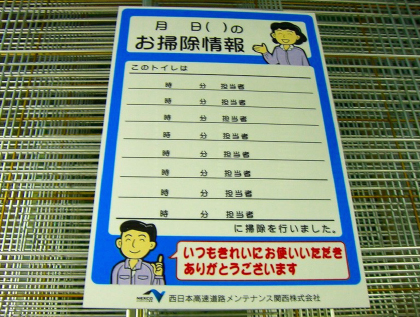 月　日( )の
お掃除情報
このトイレは
時　分　担当者
時　分　担当者
時　分　担当者
時　分　担当者
時　分　担当者
時　分　担当者
時　分　担当者
時　分　担当者
に掃除を行いました。
いつもきれいにお使いいただき
ありがとうございます
NEXCO
西日本高速道路メンテナンス関西株式会社